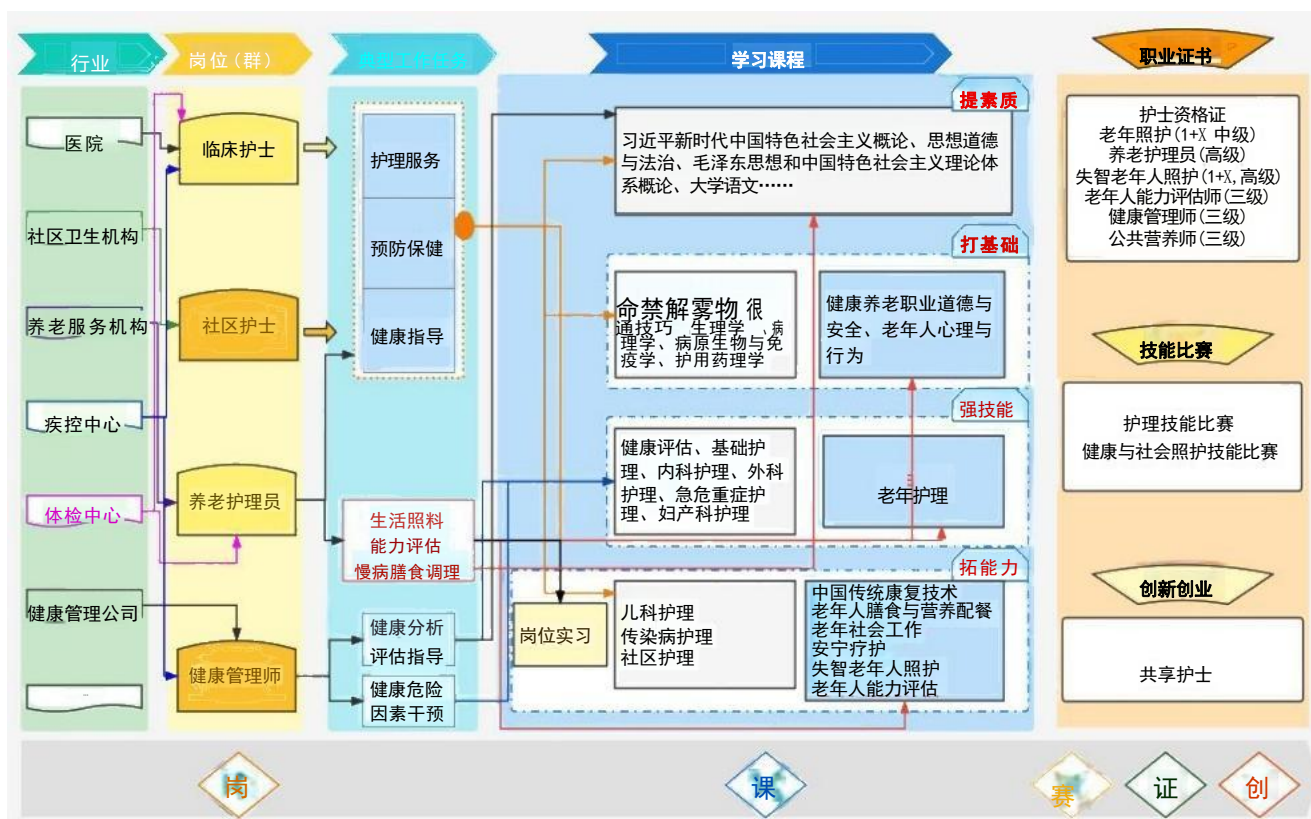 行业
岗位(群)
典型工作任务
学习课程
职业证书
医院
社区卫生机构
养老服务机构
疾控中心
体检中心
健康管理公司
临床护士
社区护士
养老护理员
健康管理师
护理服务
预防保健
健康指导
生活照料
能力评估
慢病膳食调理
健康分析
评估指导
健康危险
因素干预
提素质
习近平新时代中国特色社会主义概论、思想道德
与法治、毛泽东思想和中国特色社会主义理论体
系概论、大学语文……
打基础
命禁解雾物 很
通技巧 生理学 、病
理学、病原生物与免
疫学、护用药理学
健康养老职业道德与
安全、老年人心理与
行为
强技能
健康评估、基础护
理、内科护理、外科
护理、急危重症护
理、妇产科护理
老年护理
拓能力
岗位实习
儿科护理
传染病护理
社区护理
中国传统康复技术
老年人膳食与营养配餐
老年社会工作
安宁疗护
失智老年人照护
老年人能力评估
护士资格证
老年照护(1+X 中级)
养老护理员(高级)
失智老年人照护(1+X,高级)
老年人能力评估师(三级)
健康管理师(三级)
公共营养师(三级)
技能比赛
护理技能比赛
健康与社会照护技能比赛
创新创业
共享护士
岗
课
赛
证
创